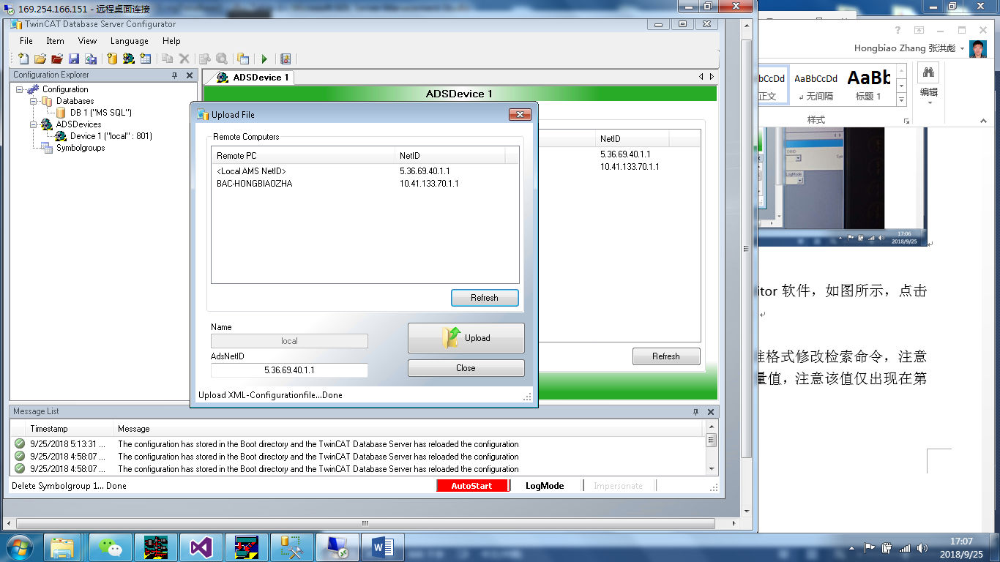 169.254.166.151 - 远程桌面连接
TwinCAT Database Server Configurator
File Item View Language Help
Configuration Explorer
Configuration
Databases
DB 1 ("MS SQL")
ADSDevices
Device 1 ("local" : 801)
Symbolgroups
ADSDevice 1
ADSDevice 1
NetID
5.36.69.40.1.1
10.41.133.70.1.1
Refresh
Upload File
Remote Computers
Remote PC NetID
<Local AMS NetID> 5.36.69.40.1.1
BAC-HONGBIAOZHA 10.41.133.70.1.1
Refresh
Name
local
AdsNetID
5.36.69.40.1.1
Upload
Close
Upload XML-Configurationfile...Done
Message List
Timestamp Message
9/25/2018 5:13:31 ... The configuration has stored in the Boot directory and the TwinCAT Database Server has reloaded the configuration
9/25/2018 4:58:07 ... The configuration has stored in the Boot directory and the TwinCAT Database Server has reloaded the configuration
9/25/2018 4:58:07 ... The configuration has stored in the Boot directory and the TwinCAT Database Server has reloaded the configuration
Delete Symbolgroup 1... Done
AutoStart LogMode Impersonate
Hongbiao Zhang 张洪彪
bCcDd AaBbCcDd AaBb
正文 无间隔 标题 1
样式
编辑
DBID
LogMode
17:06
2018/9/25
itor 软件，如图所示，点击
格式修改检索命令，注意
量值，注意该值仅出现在第
17:07
2018/9/25